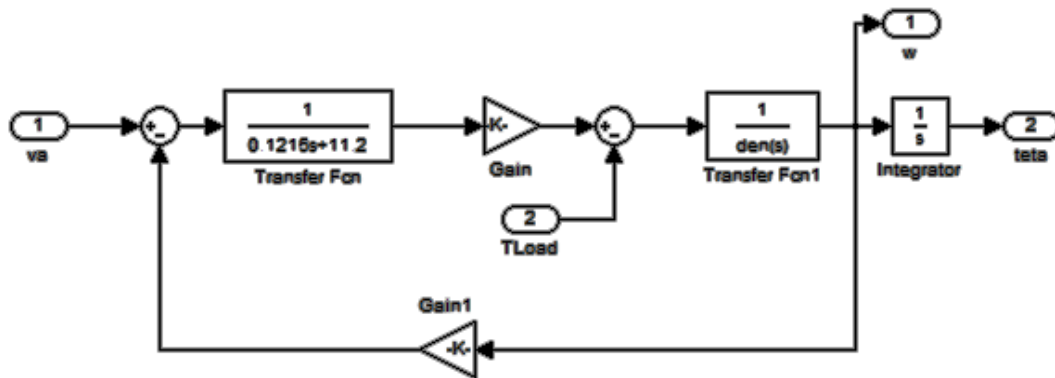 1
w
1
va
+
-
1
0.1215s+11.2
Transfer Fcn
-K-
Gain
+
-
1
den(s)
Transfer Fcn1
1
s
Integrator
2
teta
2
TLoad
Gain1
-K-